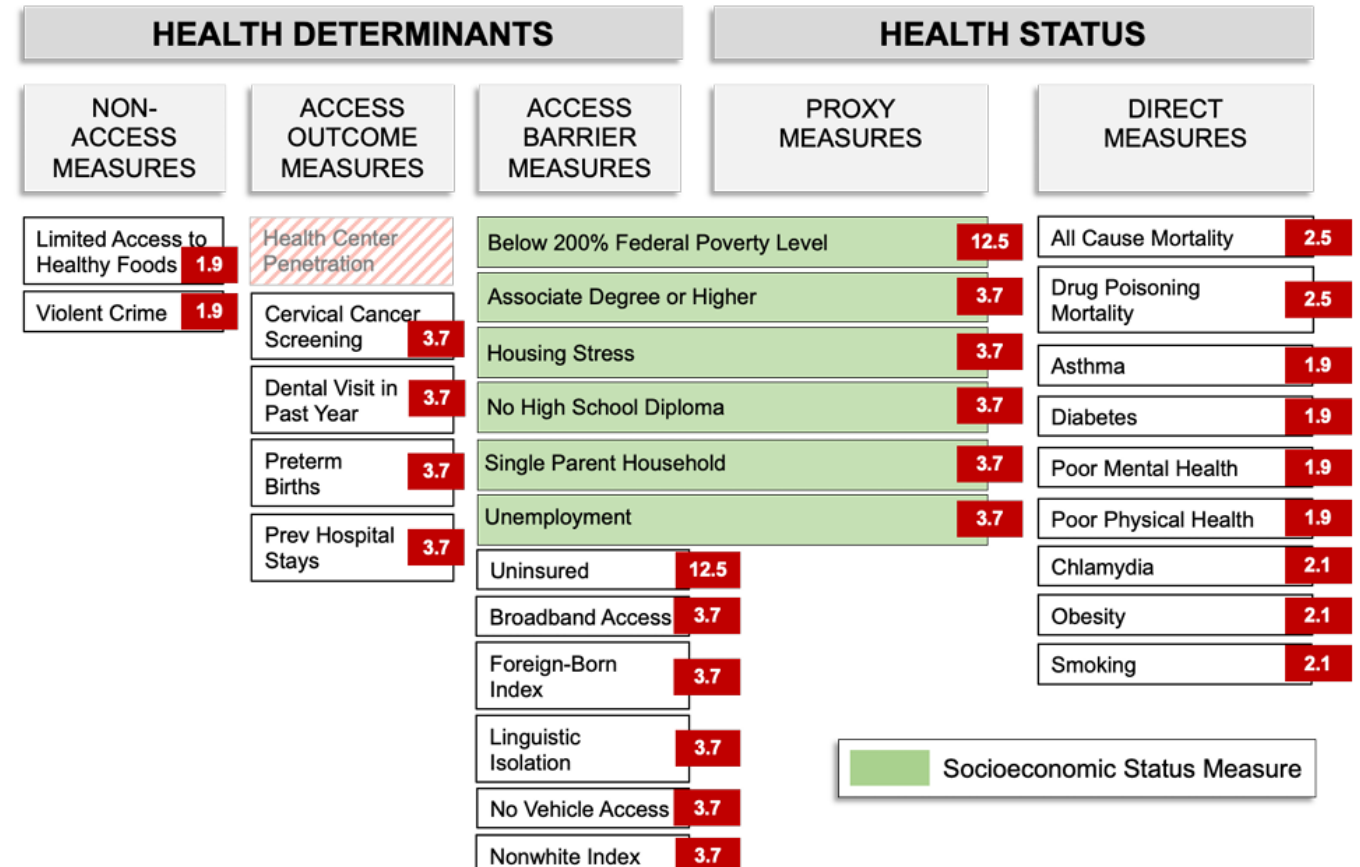 HEALTH DETERMINANTS
HEALTH STATUS
NON-
ACCESS
MEASURES
ACCESS
OUTCOME
MEASURES
ACCESS
BARRIER
MEASURES
PROXY
MEASURES
DIRECT
MEASURES
Limited Access to
Healthy Foods 1.9
Violent Crime 1.9
Health Center
Penetration
Cervical Cancer
Screening 3.7
Dental Visit in
Past Year 3.7
Preterm
Births 3.7
Prev Hospital
Stays 3.7
Below 200% Federal Poverty Level 12.5
Associate Degree or Higher 3.7
Housing Stress 3.7
No High School Diploma 3.7
Single Parent Household 3.7
Unemployment 3.7
Uninsured 12.5
Broadband Access 3.7
Foreign-Born
Index 3.7
Linguistic
Isolation 3.7
No Vehicle Access 3.7
Nonwhite Index 3.7
All Cause Mortality 2.5
Drug Poisoning
Mortality 2.5
Asthma 1.9
Diabetes 1.9
Poor Mental Health 1.9
Poor Physical Health 1.9
Chlamydia 2.1
Obesity 2.1
Smoking 2.1
Socioeconomic Status Measure